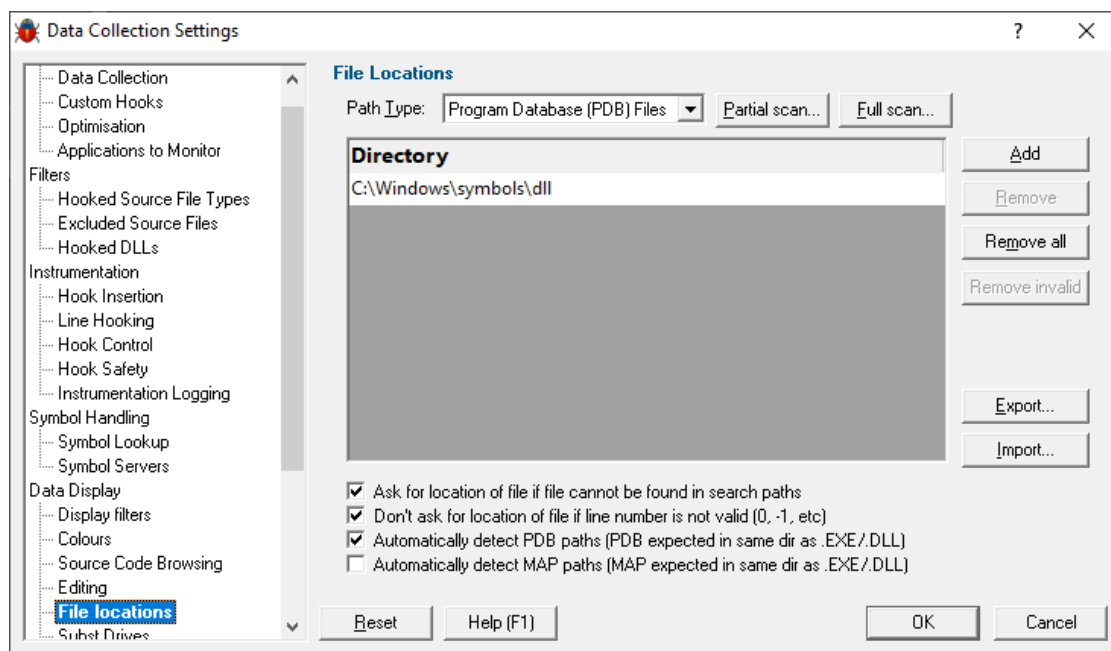 Data Collection Settings
?
Data Collection
Custom Hooks
Optimisation
Applications to Monitor
Filters
Hooked Source File Types
Excluded Source Files
Hooked DLLs
Instrumentation
Hook Insertion
Line Hooking
Hook Control
Hook Safety
Instrumentation Logging
Symbol Handling
Symbol Lookup
Symbol Servers
Data Display
Display filters
Colours
Source Code Browsing
Editing
File locations
Subst Drives
File Locations
Path Type: Program Database (PDB) Files Partial scan... Full scan...
Directory
C:\Windows\symbols\dll
Add
Remove
Remove all
Remove invalid
Export...
Import...
Ask for location of file if file cannot be found in search paths
Don't ask for location of file if line number is not valid (0, -1, etc)
Automatically detect PDB paths (PDB expected in same dir as .EXE/.DLL)
Automatically detect MAP paths (MAP expected in same dir as .EXE/.DLL)
Reset Help (F1) OK Cancel